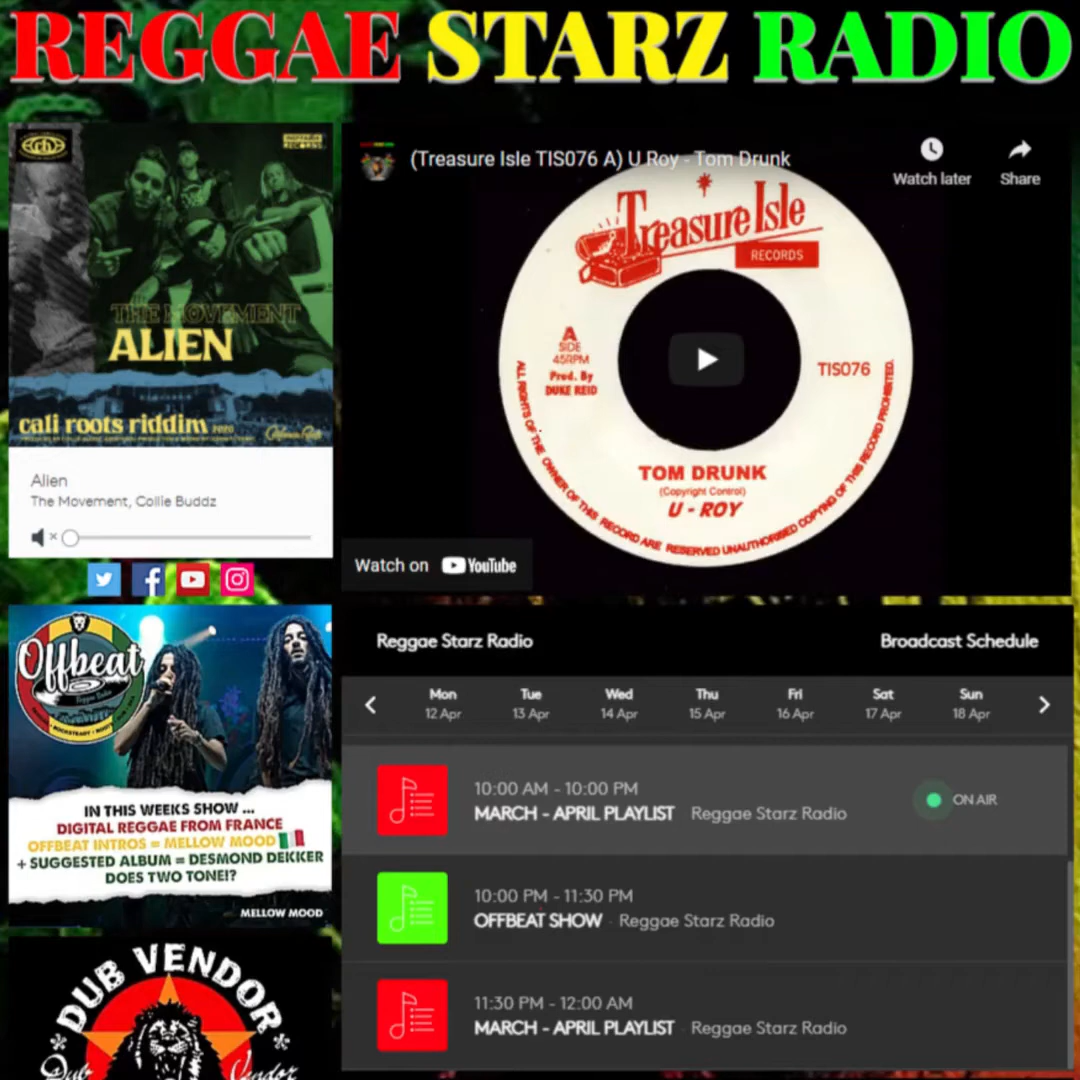 REGGAE STARZ RADIO
THE MOVEMENT
ALIEN
cali roots riddim 2020
Alien
The Movement, Collie Buddz
(Treasure Isle TIS076 A) U Roy - Tom Drunk
Watch later
Share
Treasure Isle
RECORDS
A
SIDE
45RPM
Prod. By
DUKE REID
TIS076
ALL RIGHTS OF THE OWNER OF THIS RECORD ARE RESERVED UNAUTHORISED COPYING OF THIS RECORD PROHIBITED.
TOM DRUNK
(Copyright Control)
U - ROY
Watch on YouTube
Offbeat
IN THIS WEEKS SHOW ...
DIGITAL REGGAE FROM FRANCE
OFFBEAT INTROS = MELLOW MOOD
+ SUGGESTED ALBUM = DESMOND DEKKER
DOES TWO TONE!?
MELLOW MOOD
DUB VENDOR
Dub Vendor
Reggae Starz Radio
Broadcast Schedule
Mon Tue Wed Thu Fri Sat Sun
12 Apr 13 Apr 14 Apr 15 Apr 16 Apr 17 Apr 18 Apr
10:00 AM - 10:00 PM
MARCH - APRIL PLAYLIST Reggae Starz Radio
ON AIR
10:00 PM - 11:30 PM
OFFBEAT SHOW · Reggae Starz Radio
11:30 PM - 12:00 AM
MARCH - APRIL PLAYLIST · Reggae Starz Radio